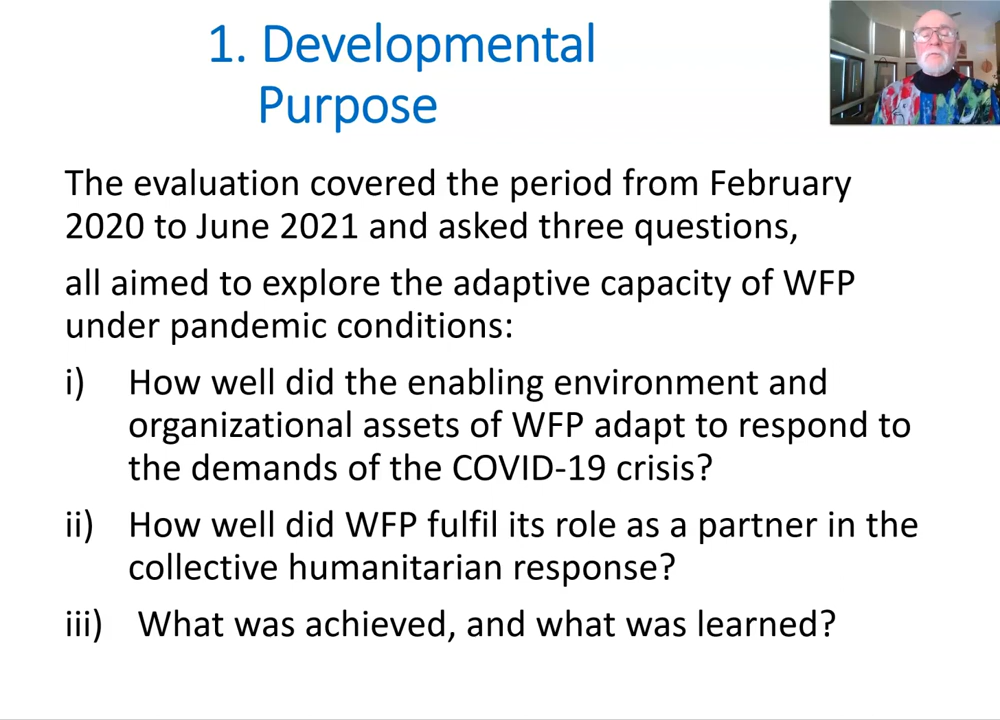 1. Developmental
Purpose
The evaluation covered the period from February
2020 to June 2021 and asked three questions,
all aimed to explore the adaptive capacity of WFP
under pandemic conditions:
i) How well did the enabling environment and
organizational assets of WFP adapt to respond to
the demands of the COVID-19 crisis?
ii) How well did WFP fulfil its role as a partner in the
collective humanitarian response?
iii) What was achieved, and what was learned?